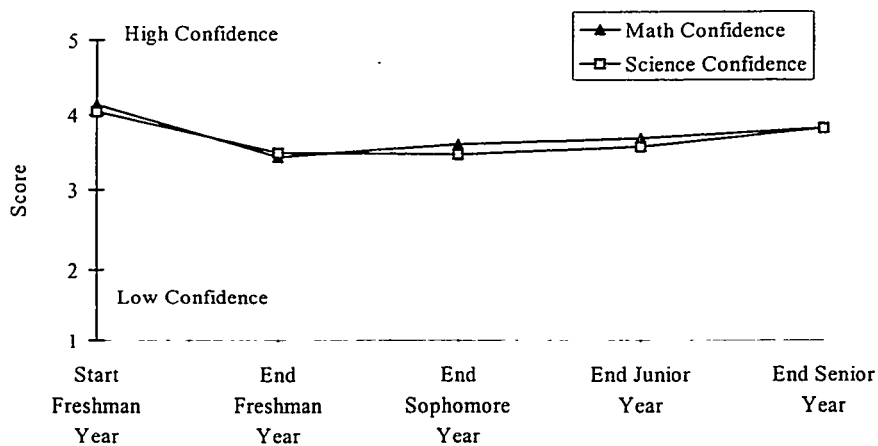 5
High Confidence
Math Confidence
Science Confidence
4
3
Score
2
Low Confidence
1
Start
Freshman
Year
End
Freshman
Year
End
Sophomore
Year
End Junior
Year
End Senior
Year